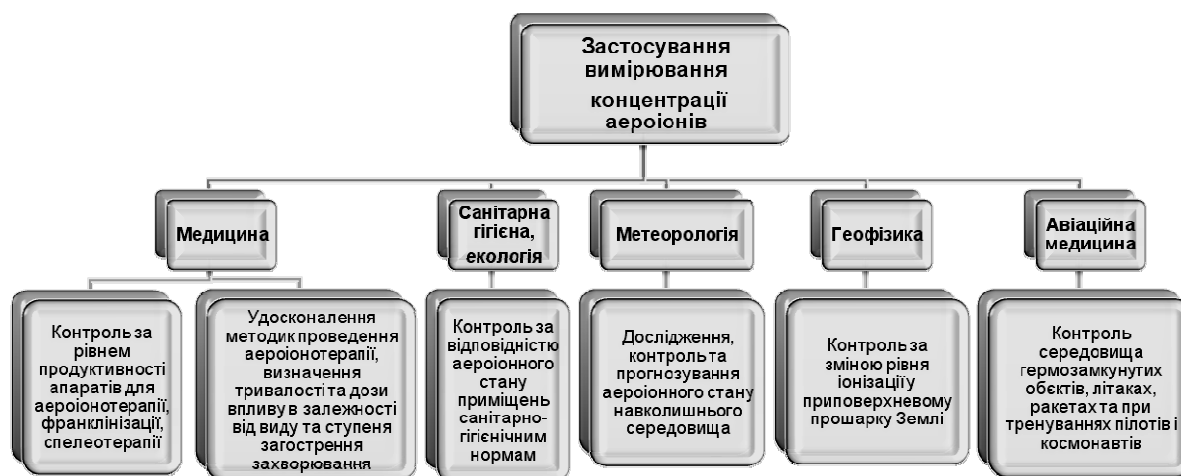 Застосування
вимірювання
концентрації
аероіонів
Медицина
Санітарна
гігієна,
екологія
Метеорологія
Геофізика
Авіаційна
медицина
Контроль за
рівнем
продуктивності
апаратів для
аероіонотерапії,
франклінізації,
спелеотерапії
Удосконалення
методик проведення
аероіонотерапії,
визначення
тривалості та дози
впливу в залежності
від виду та ступеня
загострення
захворювання
Контроль за
відповідністю
аероіонного
стану
приміщень
санітарно-
гігієнічним
нормам
Дослідження,
контроль та
прогнозування
аероіонного стану
навколишнього
середовища
Контроль за
зміною рівня
іонізації у
приповерхневому
прошарку Землі
Контроль
середовища
гермозамкунутих
обєктів, літаках,
ракетах та при
тренуваннях пілотів і
космонавтів